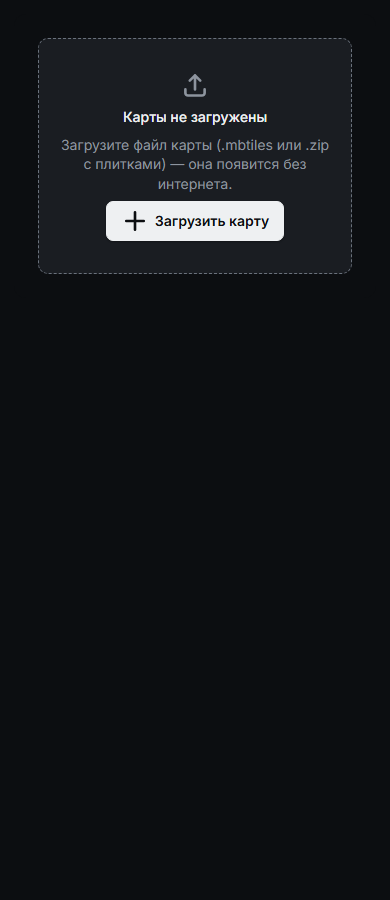 Карты не загружены
Загрузите файл карты (.mbtiles или .zip
с плитками) — она появится без
интернета.
Загрузить карту